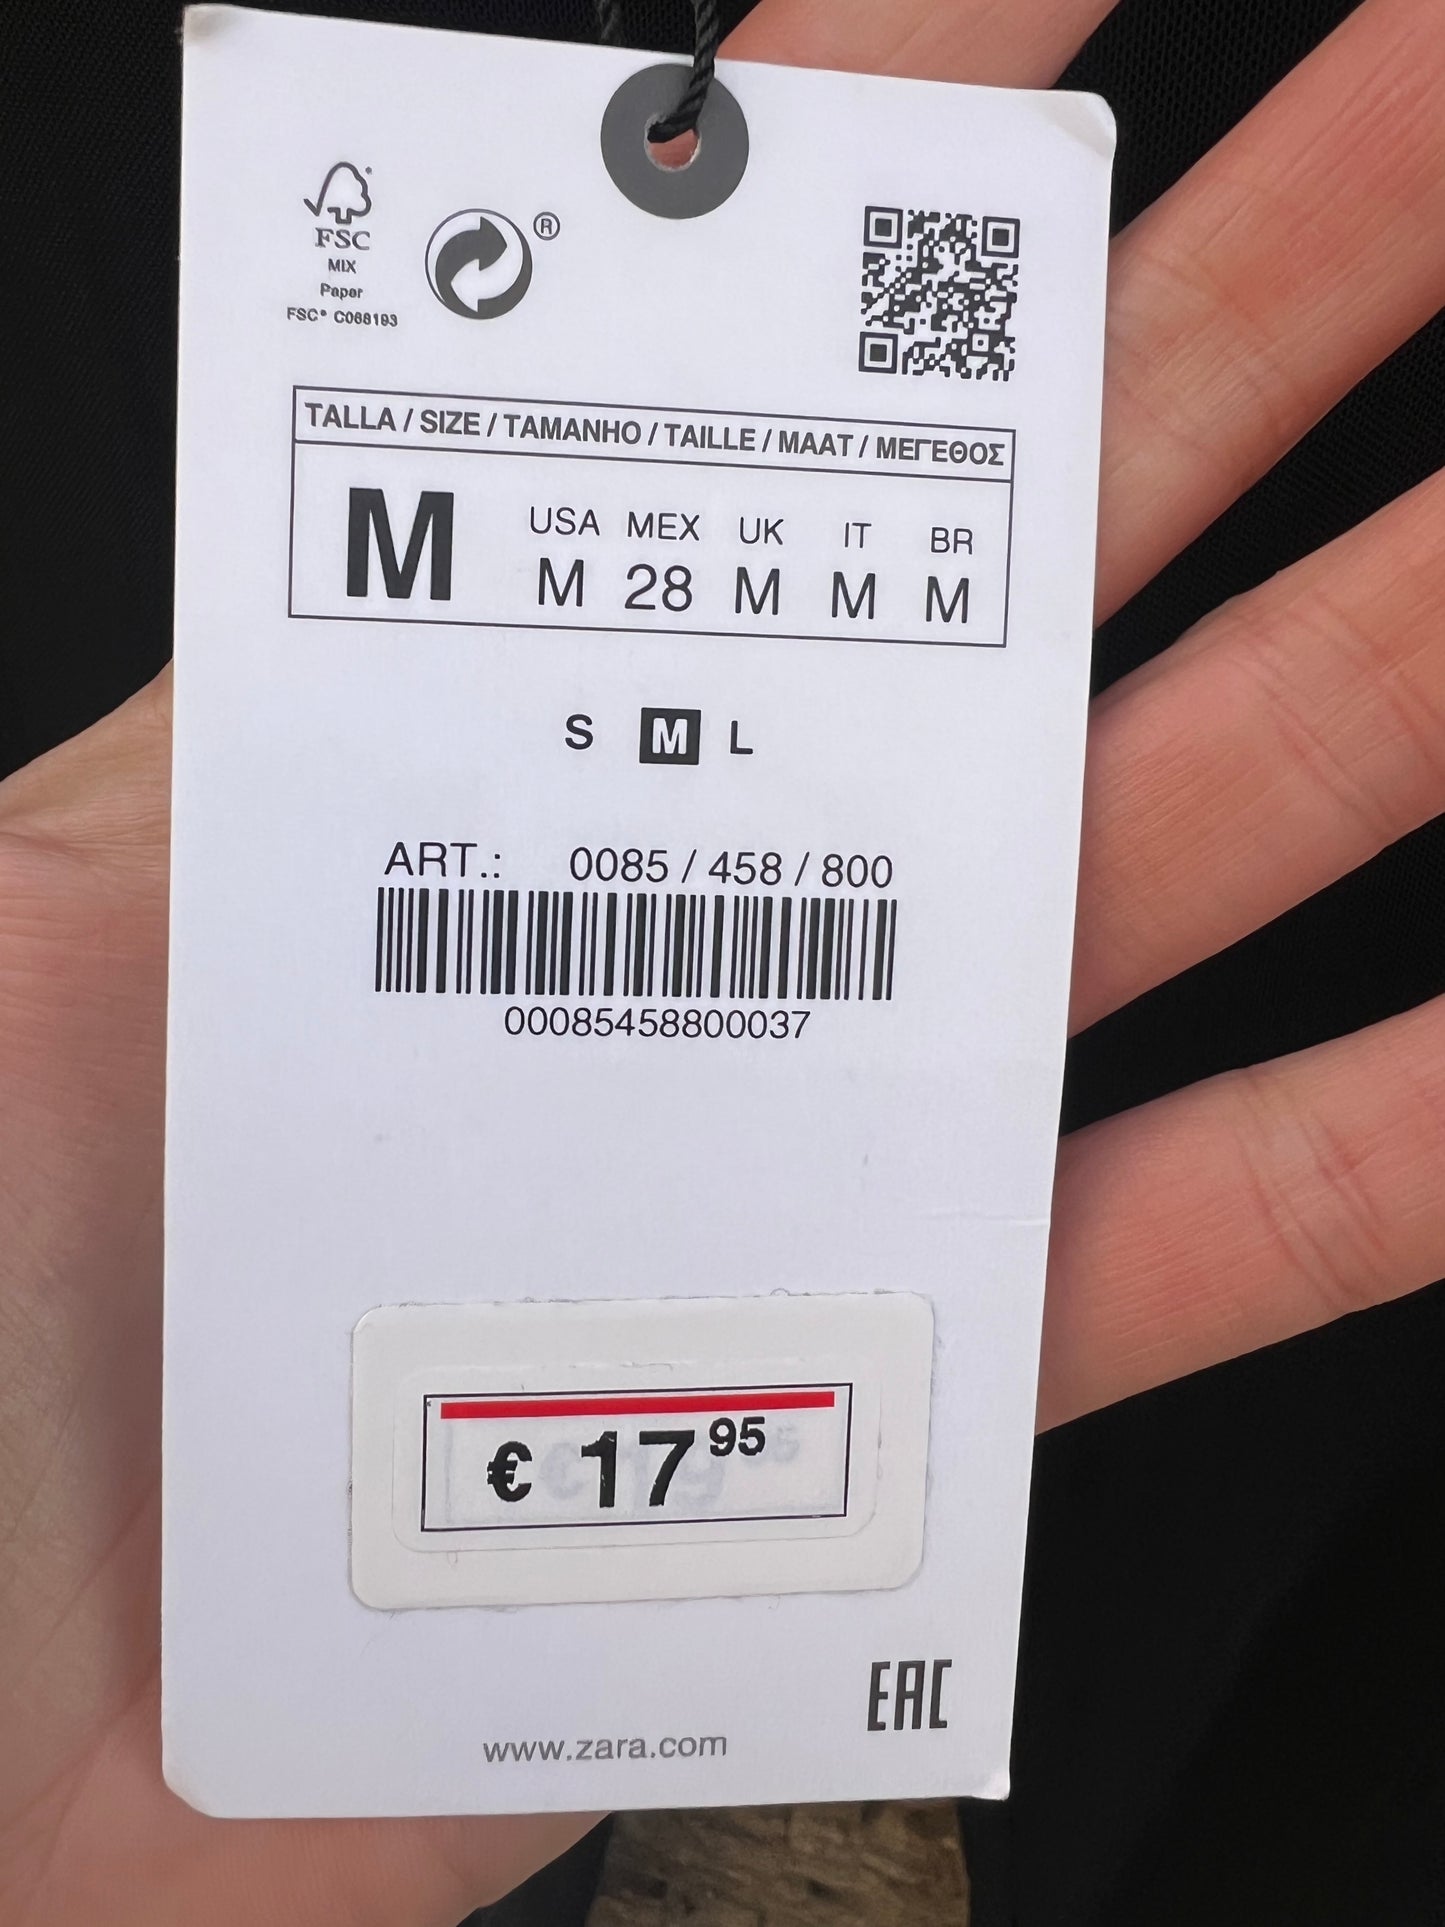 FSC
MIX
Paper
FSC® C068193
®
TALLA / SIZE / TAMANHO / TAILLE / MAAT / ΜΕΓΕΘΟΣ
M
USA MEX UK IT BR
M 28 M M M
S M L
ART.: 0085 / 458 / 800
00085458800037
€ 17 95
EAC
www.zara.com